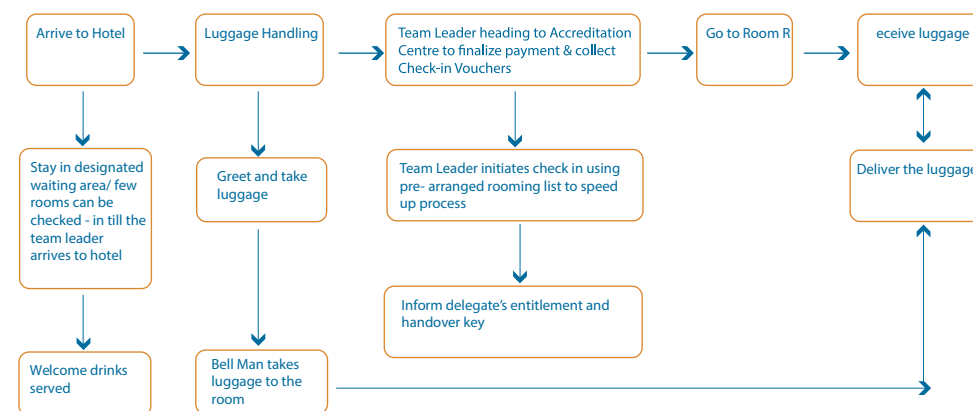 Arrive to Hotel
Luggage Handling
Team Leader heading to Accreditation
Centre to finalize payment & collect
Check-in Vouchers
Go to Room R
eceive luggage
Stay in designated
waiting area/ few
rooms can be
checked - in till the
team leader
arrives to hotel
Greet and take
luggage
Team Leader initiates check in using
pre- arranged rooming list to speed
up process
Deliver the luggage
Inform delegate's entitlement and
handover key
Welcome drinks
served
Bell Man takes
luggage to the
room